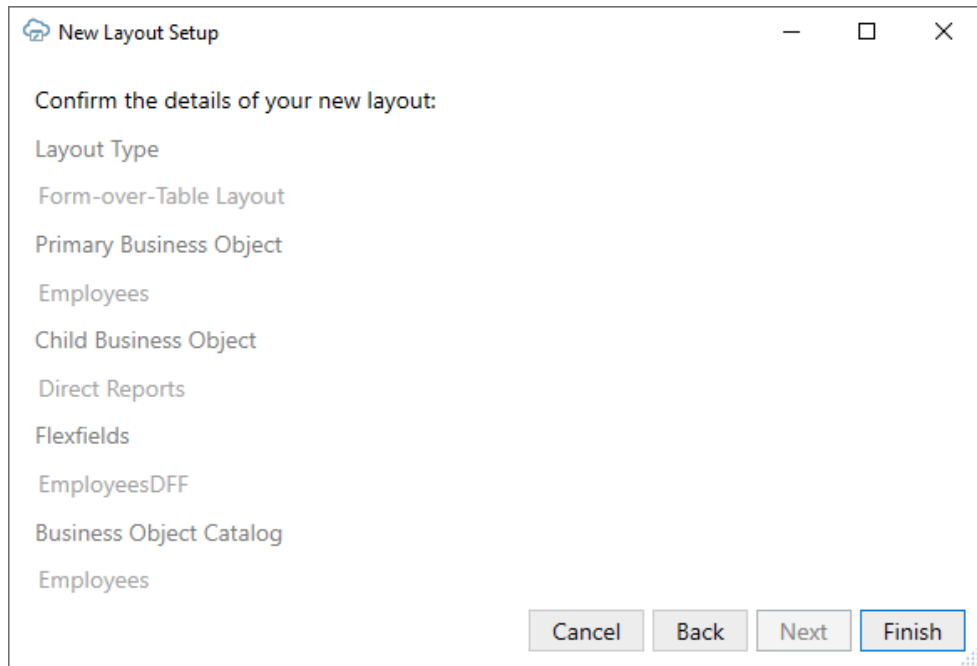 New Layout Setup
Confirm the details of your new layout:
Layout Type
Form-over-Table Layout
Primary Business Object
Employees
Child Business Object
Direct Reports
Flexfields
EmployeesDFF
Business Object Catalog
Employees
Cancel Back Next Finish